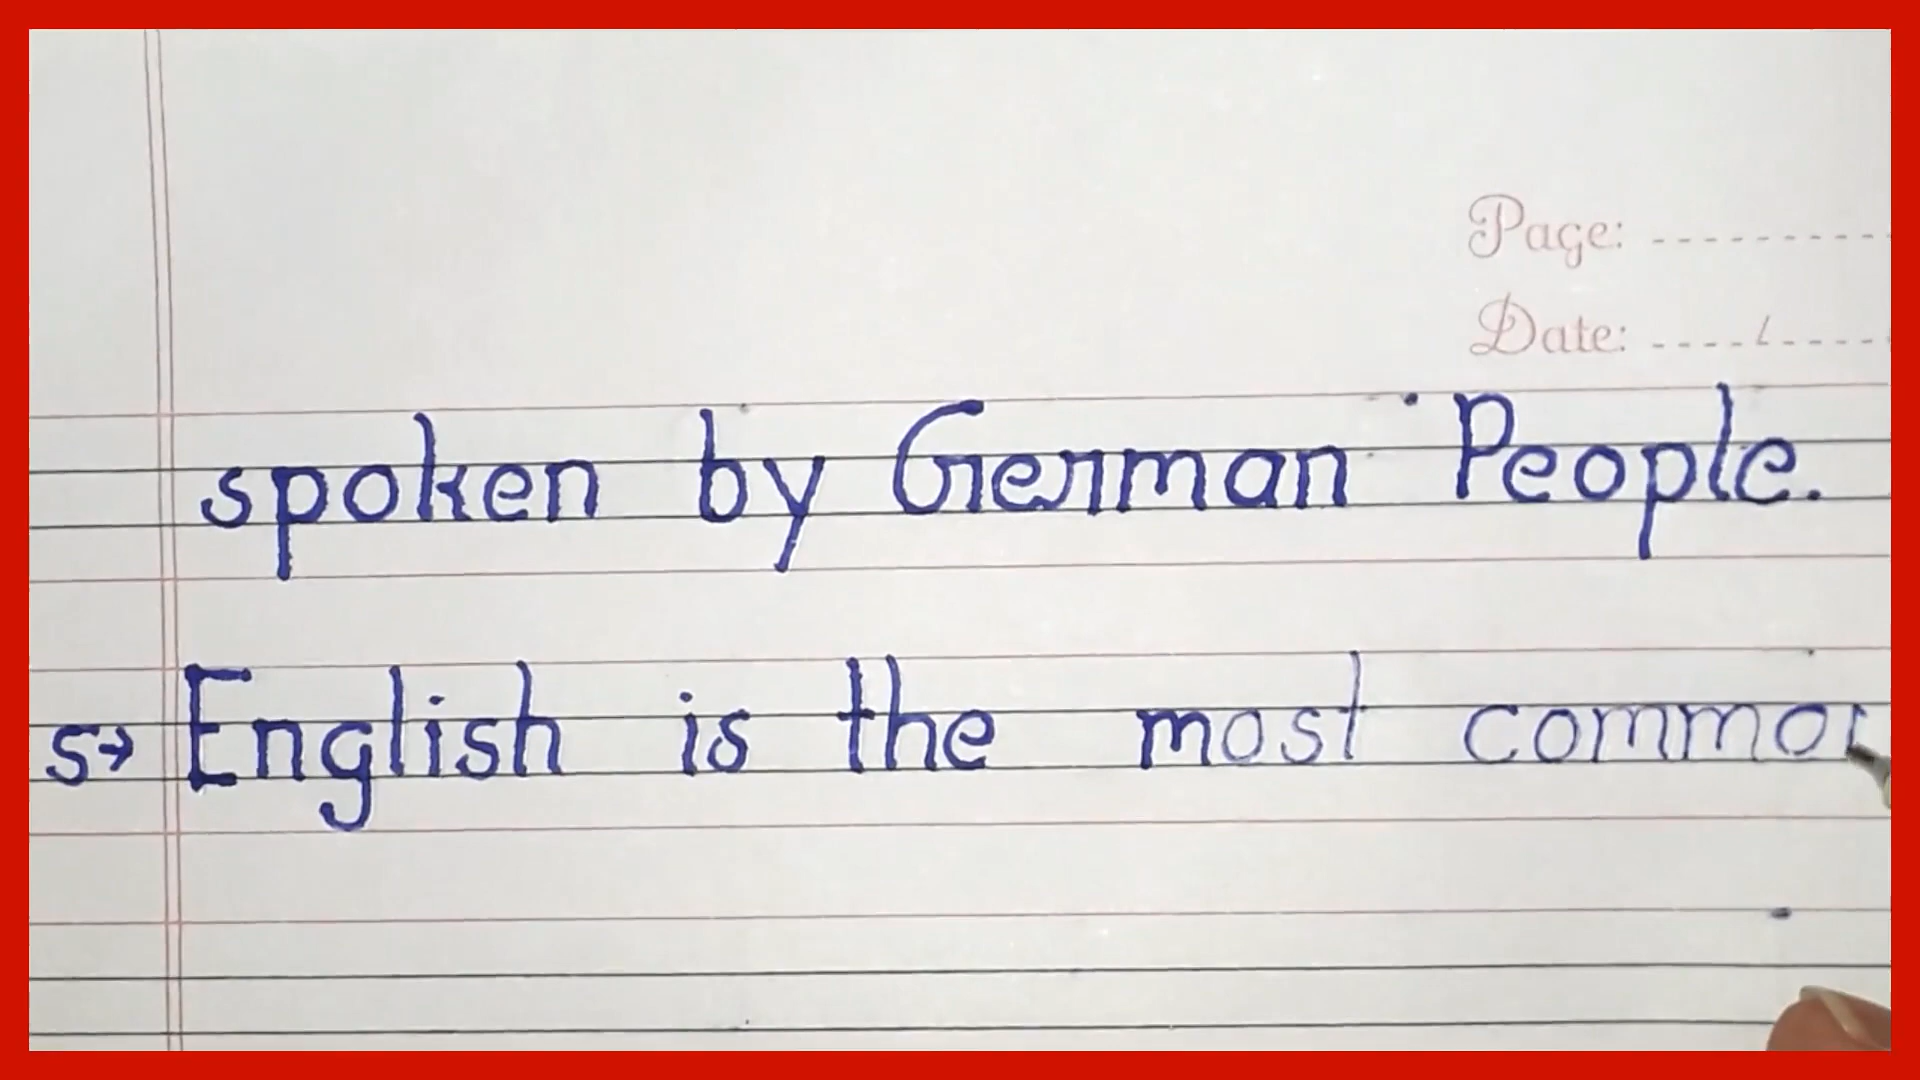 Page:
Date:
spoken by German People.
5→ English is the most